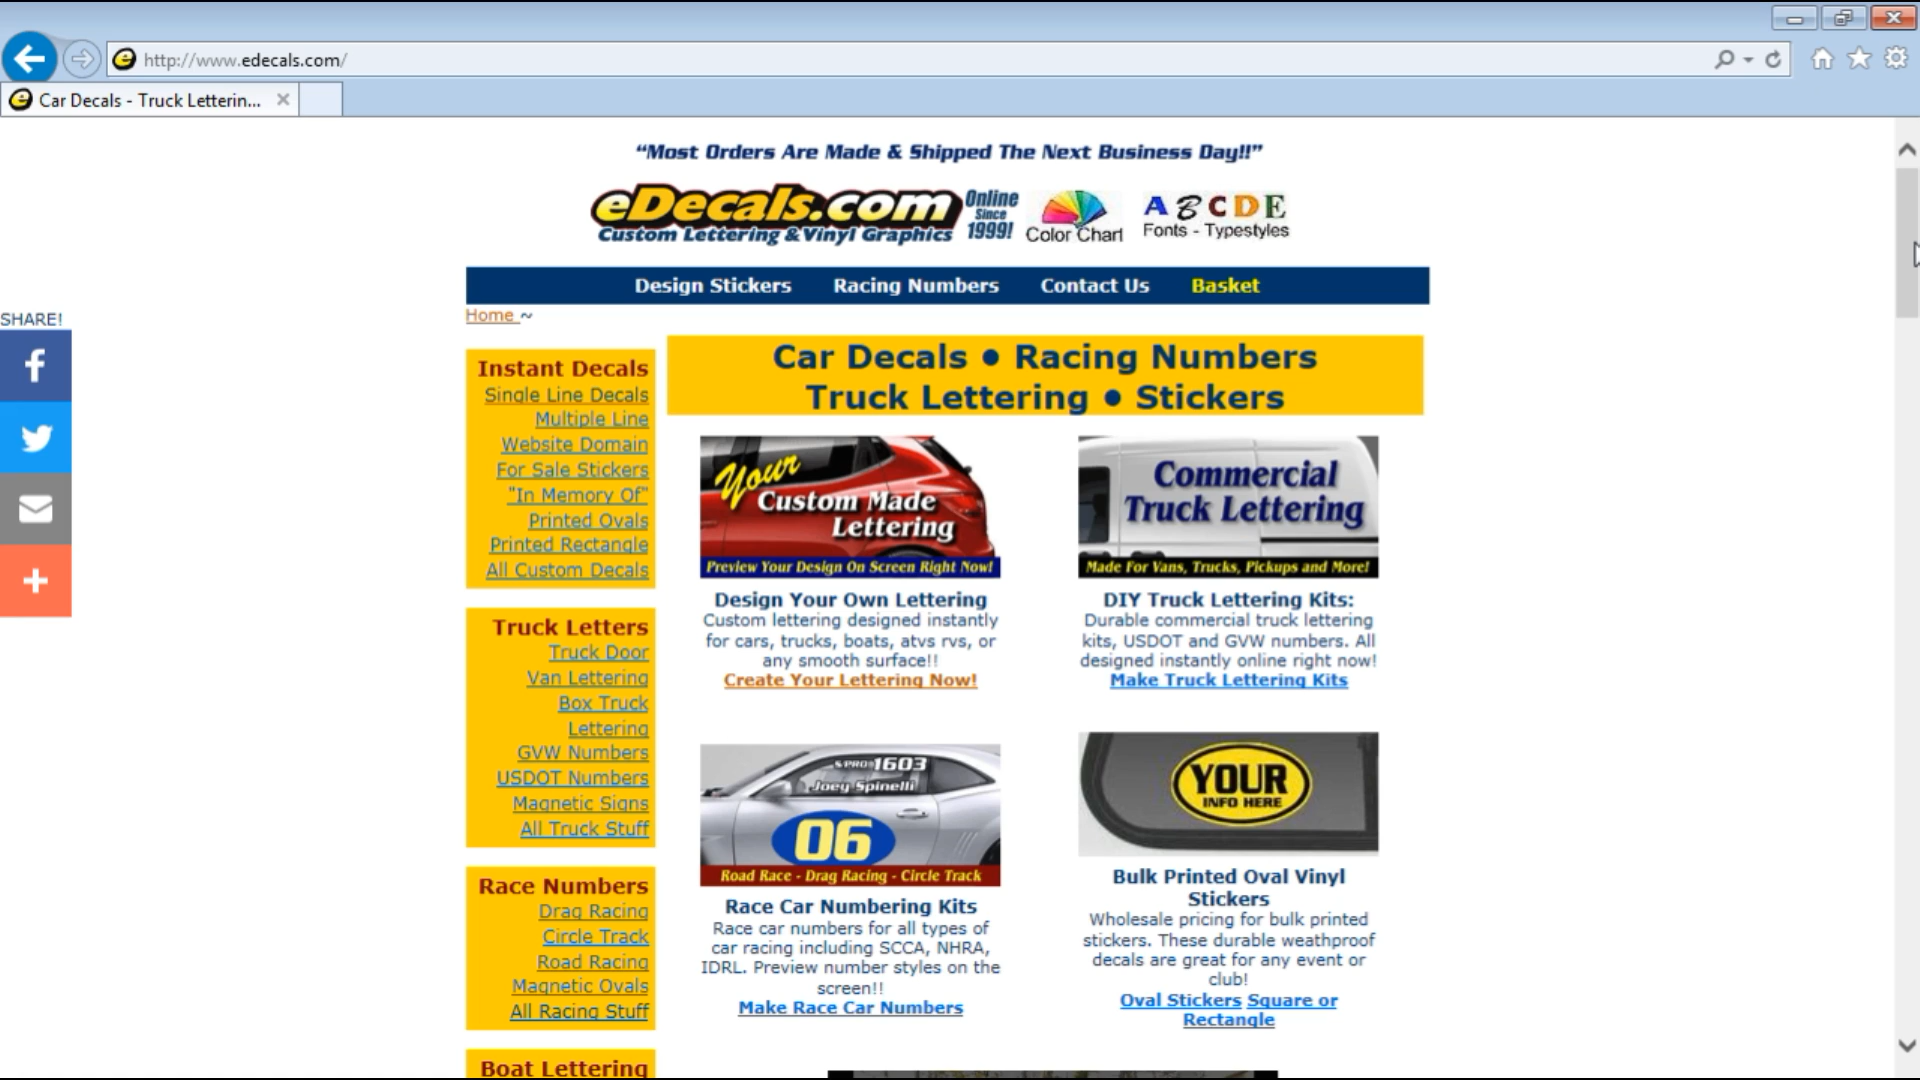 http://www.edecals.com/
Car Decals - Truck Letterin...
“Most Orders Are Made & Shipped The Next Business Day!!”
eDecals.com
Custom Lettering & Vinyl Graphics
Online
Since
1999!
Color Chart
A B C D E
Fonts - Typestyles
Design Stickers Racing Numbers Contact Us Basket
Home ~
SHARE!
Instant Decals
Single Line Decals
Multiple Line
Website Domain
For Sale Stickers
"In Memory Of"
Printed Ovals
Printed Rectangle
All Custom Decals
Truck Letters
Truck Door
Van Lettering
Box Truck
Lettering
GVW Numbers
USDOT Numbers
Magnetic Signs
All Truck Stuff
Race Numbers
Drag Racing
Circle Track
Road Racing
Magnetic Ovals
All Racing Stuff
Boat Lettering
Car Decals • Racing Numbers
Truck Lettering • Stickers
Your
Custom Made
Lettering
Preview Your Design On Screen Right Now!
Design Your Own Lettering
Custom lettering designed instantly
for cars, trucks, boats, atvs rvs, or
any smooth surface!!
Create Your Lettering Now!
Commercial
Truck Lettering
Made For Vans, Trucks, Pickups and More!
DIY Truck Lettering Kits:
Durable commercial truck lettering
kits, USDOT and GVW numbers. All
designed instantly online right now!
Make Truck Lettering Kits
S/PRO 1603
Joey Spinelli
06
Road Race - Drag Racing - Circle Track
Race Car Numbering Kits
Race car numbers for all types of
car racing including SCCA, NHRA,
IDRL. Preview number styles on the
screen!!
Make Race Car Numbers
YOUR
INFO HERE
Bulk Printed Oval Vinyl
Stickers
Wholesale pricing for bulk printed
stickers. These durable weathproof
decals are great for any event or
club!
Oval Stickers Square or
Rectangle